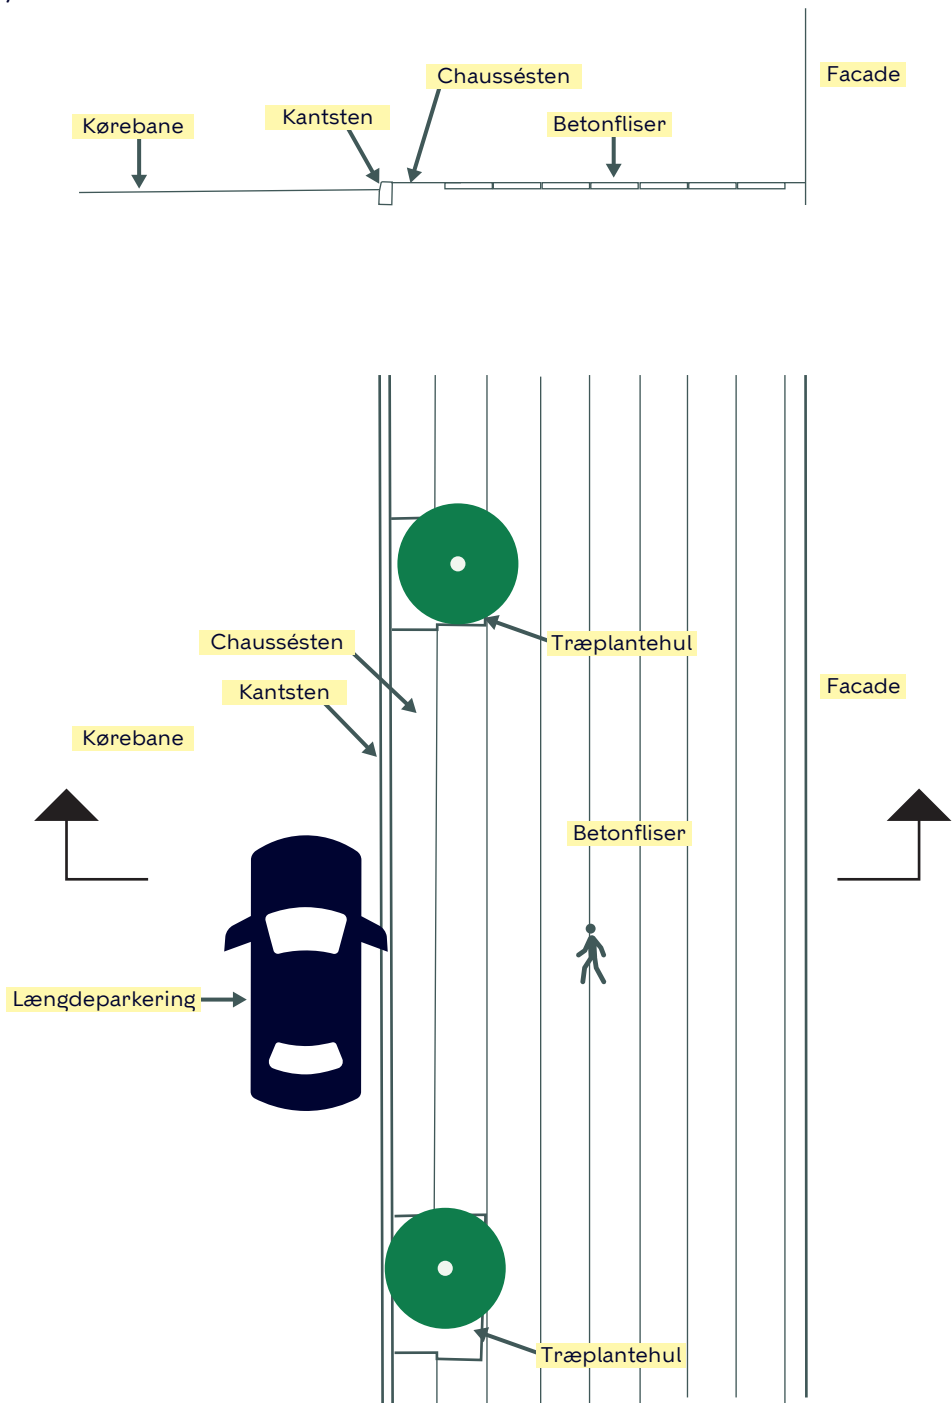 Chaussésten
Facade
Kantsten
Betonfliser
Kørebane
Træplantehul
Chaussésten
Kantsten
Facade
Kørebane
Betonfliser
Længdeparkering
Træplantehul